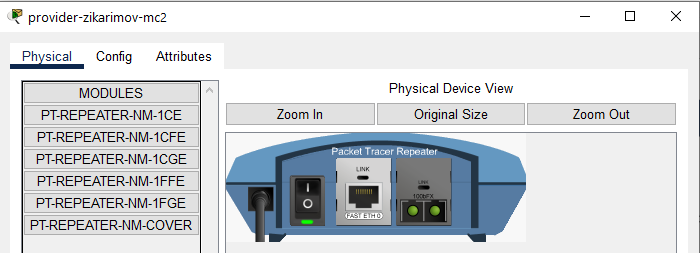 provider-zikarimov-mc2
Physical Config Attributes
MODULES
PT-REPEATER-NM-1CE
PT-REPEATER-NM-1CFE
PT-REPEATER-NM-1CGE
PT-REPEATER-NM-1FFE
PT-REPEATER-NM-1FGE
PT-REPEATER-NM-COVER
Physical Device View
Zoom In Original Size Zoom Out
Packet Tracer Repeater
LINK
FAST ETH 0
LINK
100bFX